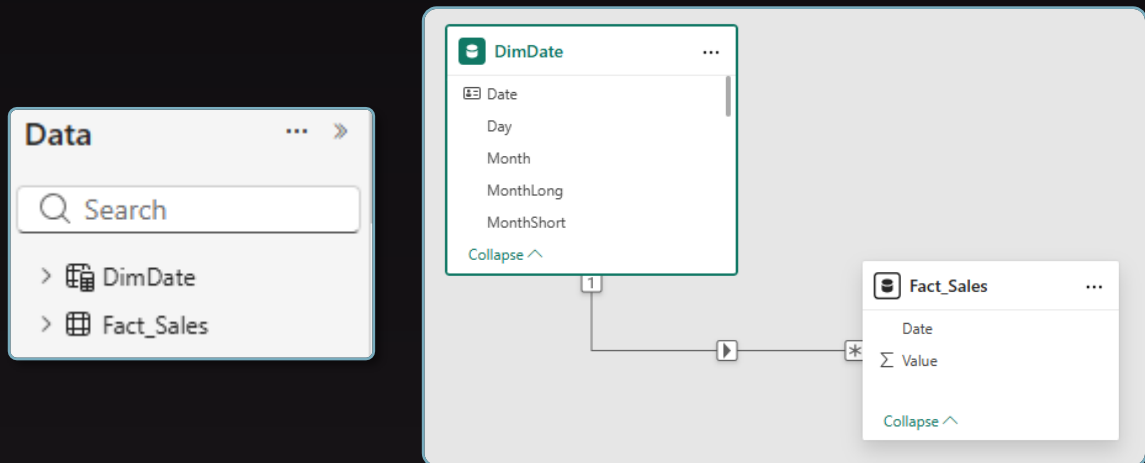 Data
Search
DimDate
Fact_Sales
DimDate
Date
Day
Month
MonthLong
MonthShort
Collapse
1
*
Fact_Sales
Date
Σ Value
Collapse